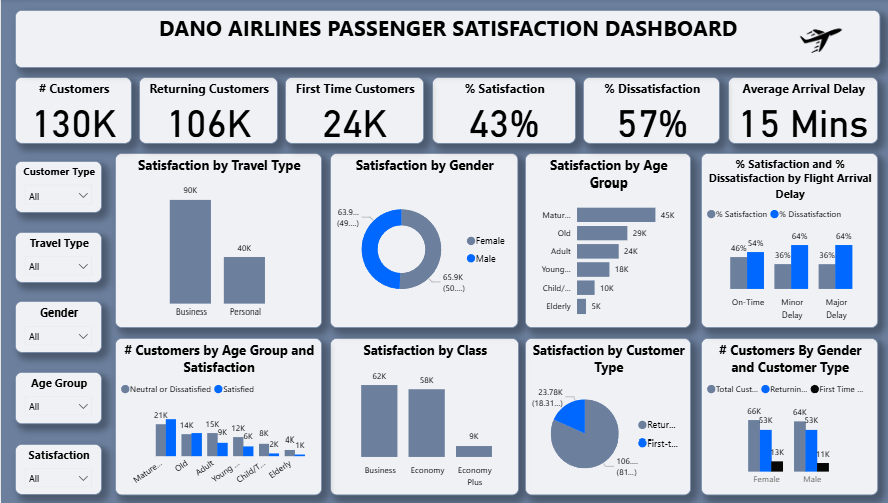 DANO AIRLINES PASSENGER SATISFACTION DASHBOARD
# Customers
130K
Returning Customers
106K
First Time Customers
24K
% Satisfaction
43%
% Dissatisfaction
57%
Average Arrival Delay
15 Mins
Customer Type
All
Travel Type
All
Gender
All
Age Group
All
Satisfaction
All
Satisfaction by Travel Type
90K
40K
Business Personal
Satisfaction by Gender
63.9...
(49....
65.9K
(50....)
Female
Male
Satisfaction by Age
Group
Matur... 45K
Old 29K
Adult 24K
Young... 18K
Child/... 10K
Elderly 5K
% Satisfaction and %
Dissatisfaction by Flight Arrival
Delay
% Satisfaction % Dissatisfaction
46% 54% 36% 64% 36% 64%
On-Time Minor Delay Major Delay
# Customers by Age Group and
Satisfaction
Neutral or Dissatisfied Satisfied
21K 14K 15K 9K 12K 6K 8K 2K 4K 1K
Mature... Old Adult Young ... Child/T... Elderly
Satisfaction by Class
62K 58K 9K
Business Economy Economy Plus
Satisfaction by Customer
Type
23.78K
(18.31...)
106....
(81...)
Retur...
First-t...
# Customers By Gender
and Customer Type
Total Cust... Returnin... First Time ...
66K 53K 13K 64K 53K 11K
Female Male